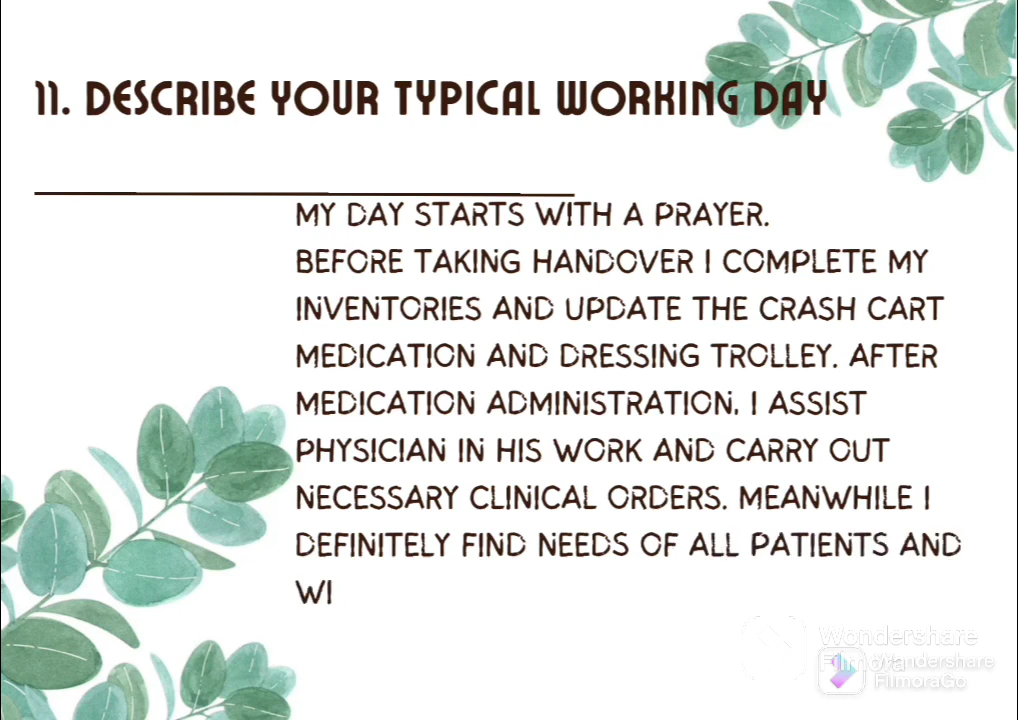 11. DESCRIBE YOUR TYPICAL WORKING DAY
MY DAY STARTS WITH A PRAYER.
BEFORE TAKING HANDOVER I COMPLETE MY
INVENTORIES AND UPDATE THE CRASH CART
MEDICATION AND DRESSING TROLLEY. AFTER
MEDICATION ADMINISTRATION, I ASSIST
PHYSICIAN IN HIS WORK AND CARRY OUT
NECESSARY CLINICAL ORDERS. MEANWHILE I
DEFINITELY FIND NEEDS OF ALL PATIENTS AND
WI
Wondershare
Filmora
Wondershare
FilmoraGo